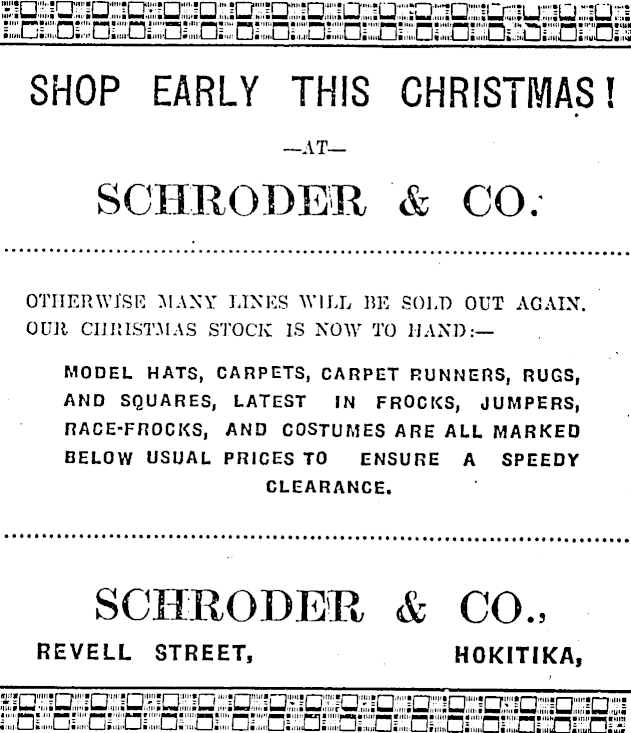 SHOP EARLY THIS CHRISTMAS!
—AT—
SCHRODER & CO.
OTHERWISE MANY LINES WILL BE SOLD OUT AGAIN.
OUR CHRISTMAS STOCK IS NOW TO HAND:—
MODEL HATS, CARPETS, CARPET RUNNERS, RUGS,
AND SQUARES, LATEST IN FROCKS, JUMPERS,
RACE-FROCKS, AND COSTUMES ARE ALL MARKED
BELOW USUAL PRICES TO ENSURE A SPEEDY
CLEARANCE.
SCHRODER & CO.,
REVELL STREET, HOKITIKA,